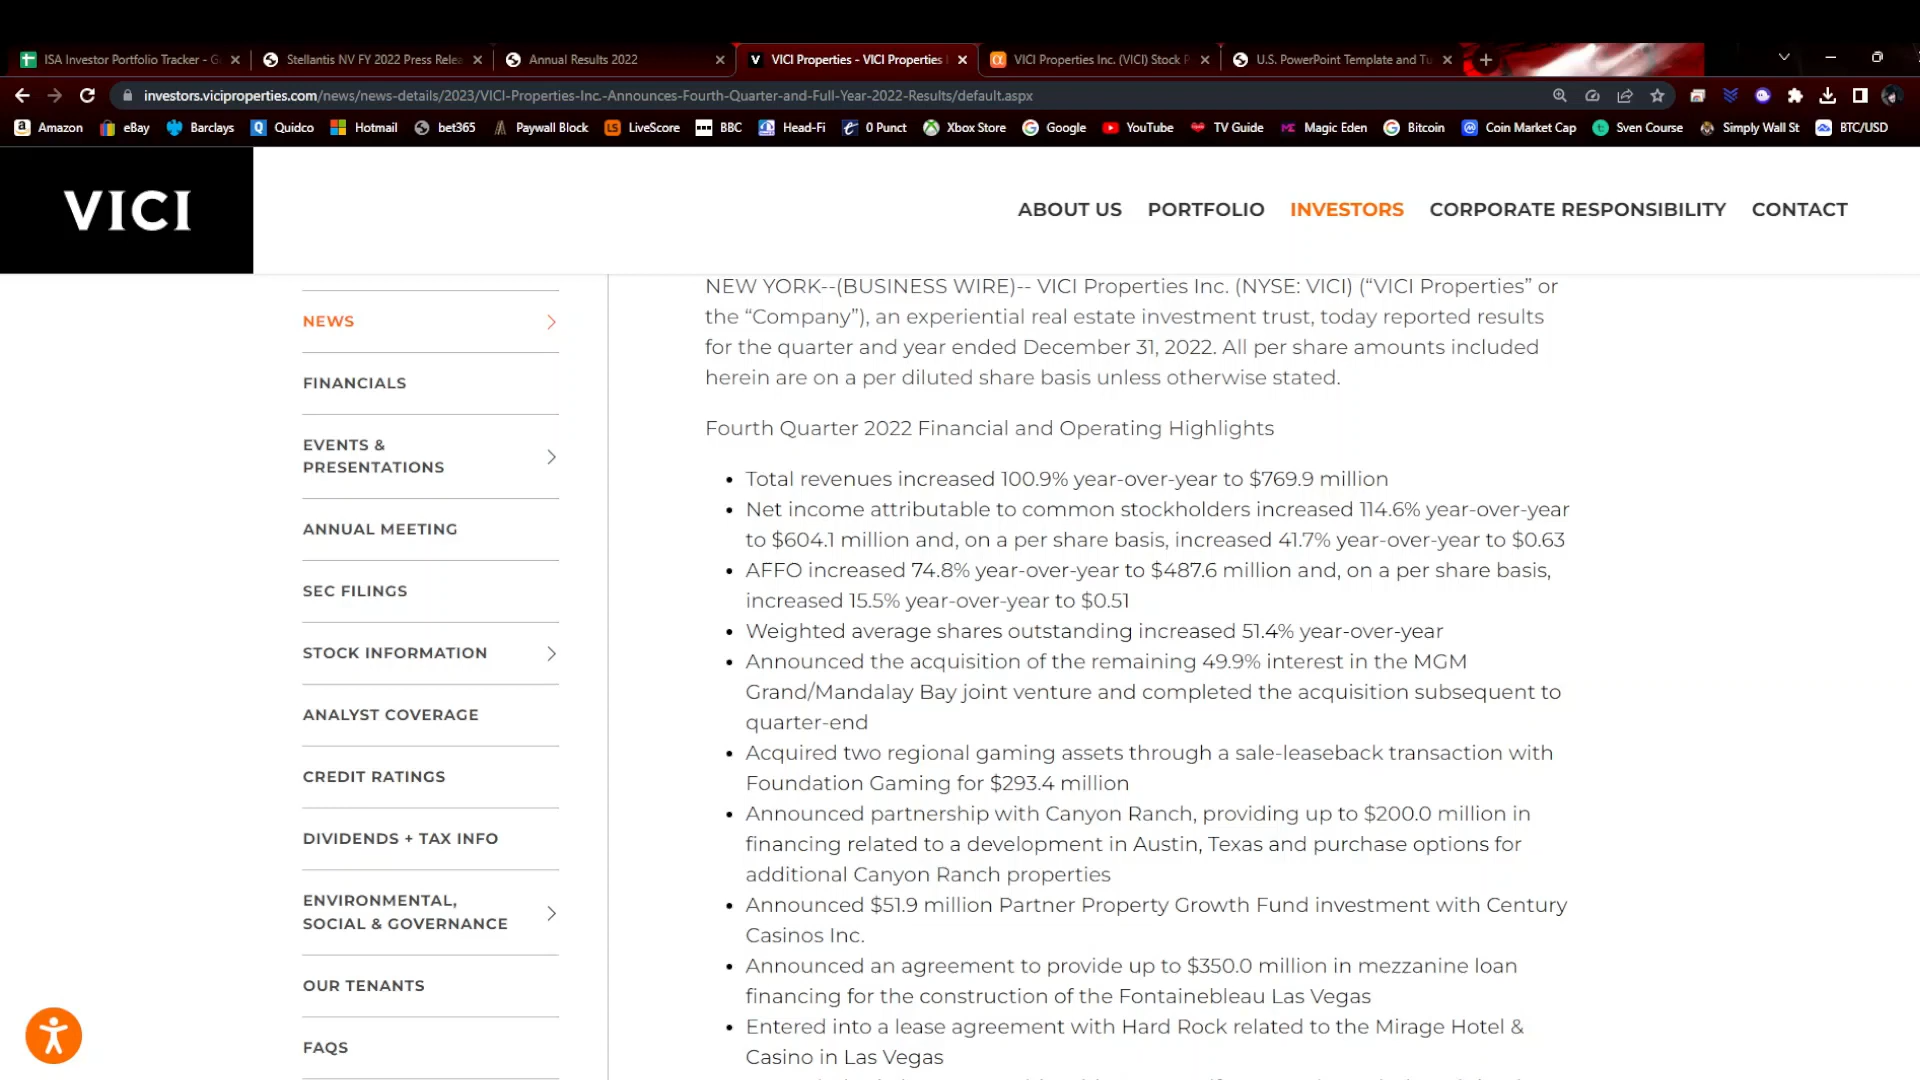 ISA Investor Portfolio Tracker - G
Stellantis NV FY 2022 Press Relea
Annual Results 2022
VICI Properties - VICI Properties
VICI Properties Inc. (VICI) Stock P
U.S. PowerPoint Template and Tu
investors.viciproperties.com/news/news-details/2023/VICI-Properties-Inc.-Announces-Fourth-Quarter-and-Full-Year-2022-Results/default.aspx
Amazon eBay Barclays Quidco Hotmail bet365 Paywall Block LiveScore BBC Head-Fi 0 Punct Xbox Store Google YouTube TV Guide Magic Eden Bitcoin Coin Market Cap Sven Course Simply Wall St BTC/USD
VICI
ABOUT US PORTFOLIO INVESTORS CORPORATE RESPONSIBILITY CONTACT
NEWS
FINANCIALS
EVENTS &
PRESENTATIONS
ANNUAL MEETING
SEC FILINGS
STOCK INFORMATION
ANALYST COVERAGE
CREDIT RATINGS
DIVIDENDS + TAX INFO
ENVIRONMENTAL,
SOCIAL & GOVERNANCE
OUR TENANTS
FAQS
NEW YORK--(BUSINESS WIRE)-- VICI Properties Inc. (NYSE: VICI) (“VICI Properties” or
the “Company”), an experiential real estate investment trust, today reported results
for the quarter and year ended December 31, 2022. All per share amounts included
herein are on a per diluted share basis unless otherwise stated.
Fourth Quarter 2022 Financial and Operating Highlights
• Total revenues increased 100.9% year-over-year to $769.9 million
• Net income attributable to common stockholders increased 114.6% year-over-year
to $604.1 million and, on a per share basis, increased 41.7% year-over-year to $0.63
• AFFO increased 74.8% year-over-year to $487.6 million and, on a per share basis,
increased 15.5% year-over-year to $0.51
• Weighted average shares outstanding increased 51.4% year-over-year
• Announced the acquisition of the remaining 49.9% interest in the MGM
Grand/Mandalay Bay joint venture and completed the acquisition subsequent to
quarter-end
• Acquired two regional gaming assets through a sale-leaseback transaction with
Foundation Gaming for $293.4 million
• Announced partnership with Canyon Ranch, providing up to $200.0 million in
financing related to a development in Austin, Texas and purchase options for
additional Canyon Ranch properties
• Announced $51.9 million Partner Property Growth Fund investment with Century
Casinos Inc.
• Announced an agreement to provide up to $350.0 million in mezzanine loan
financing for the construction of the Fontainebleau Las Vegas
• Entered into a lease agreement with Hard Rock related to the Mirage Hotel &
Casino in Las Vegas